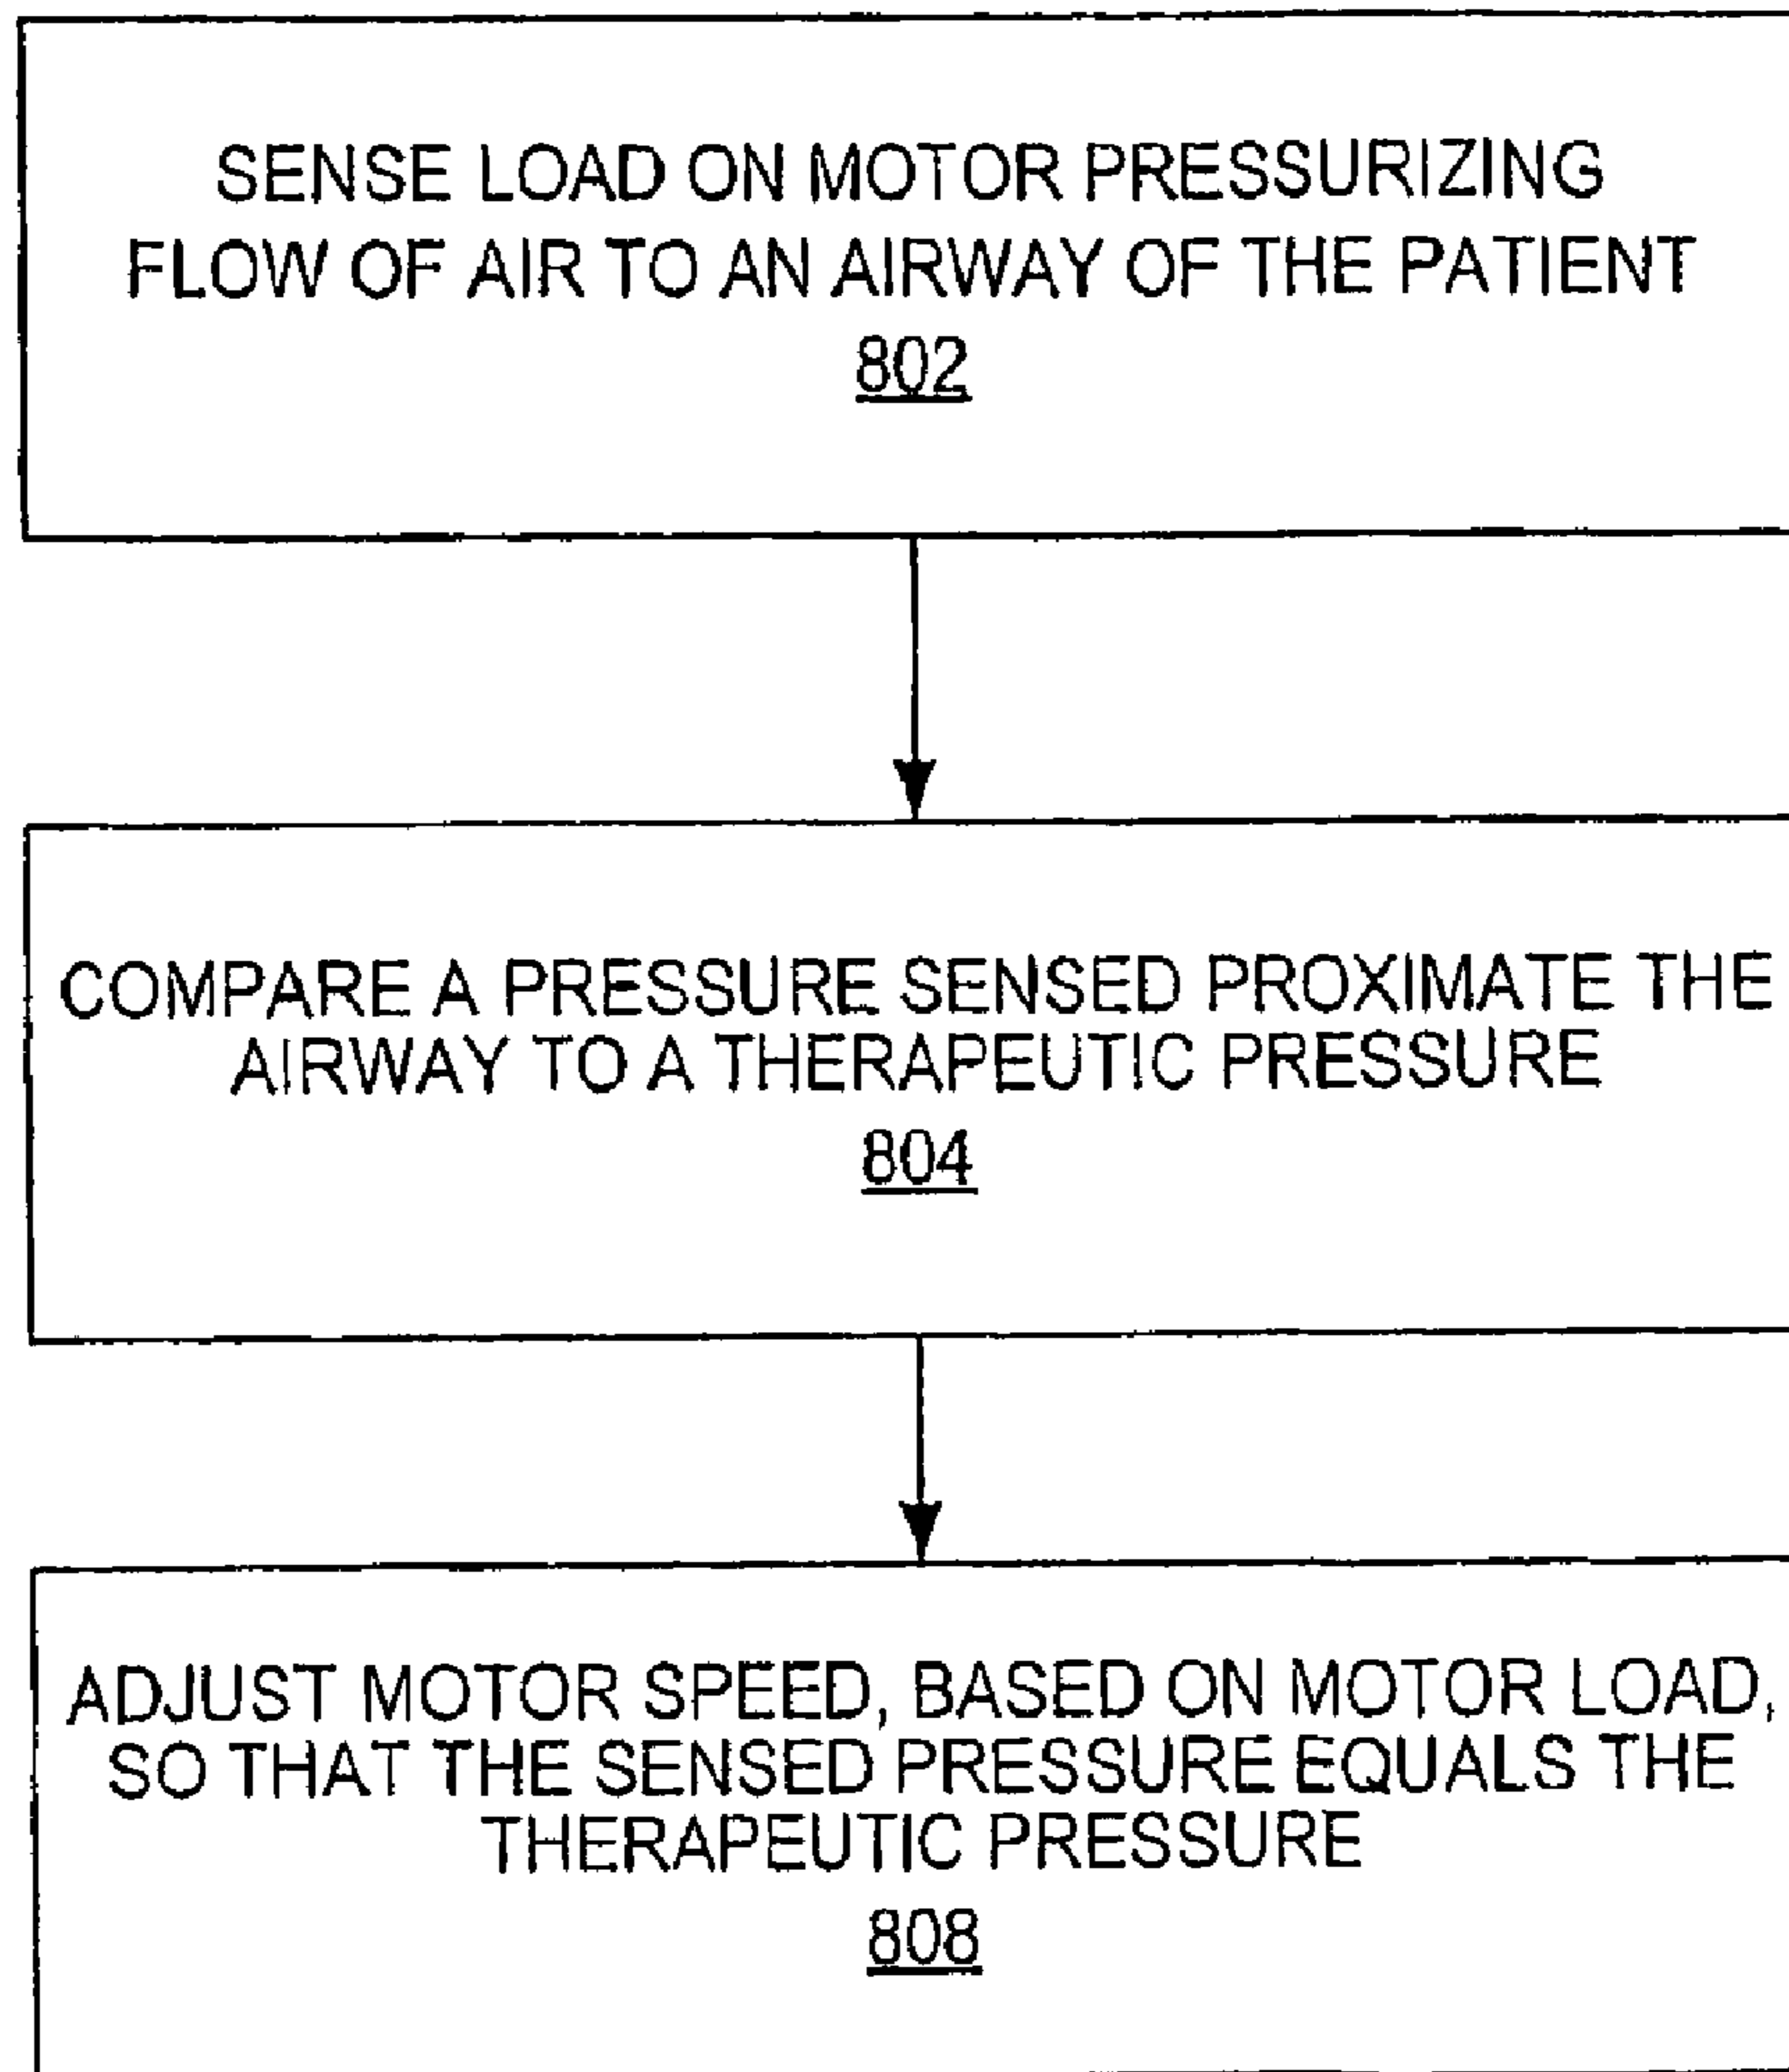 SENSE LOAD ON MOTOR PRESSURIZING
FLOW OF AIR TO AN AIRWAY OF THE PATIENT
802
COMPARE A PRESSURE SENSED PROXIMATE THE
AIRWAY TO A THERAPEUTIC PRESSURE
804
ADJUST MOTOR SPEED, BASED ON MOTOR LOAD,
SO THAT THE SENSED PRESSURE EQUALS THE
THERAPEUTIC PRESSURE
808